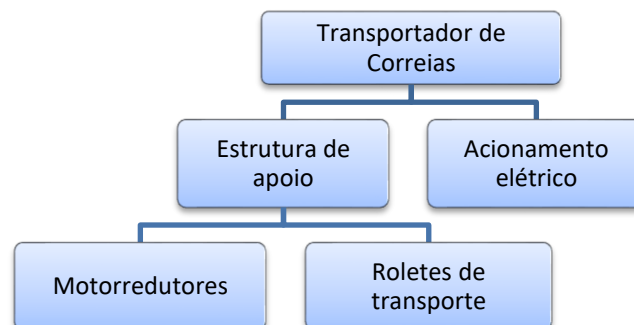 Transportador de
Correias
Estrutura de
apoio
Acionamento
elétrico
Motorredutores
Roletes de
transporte